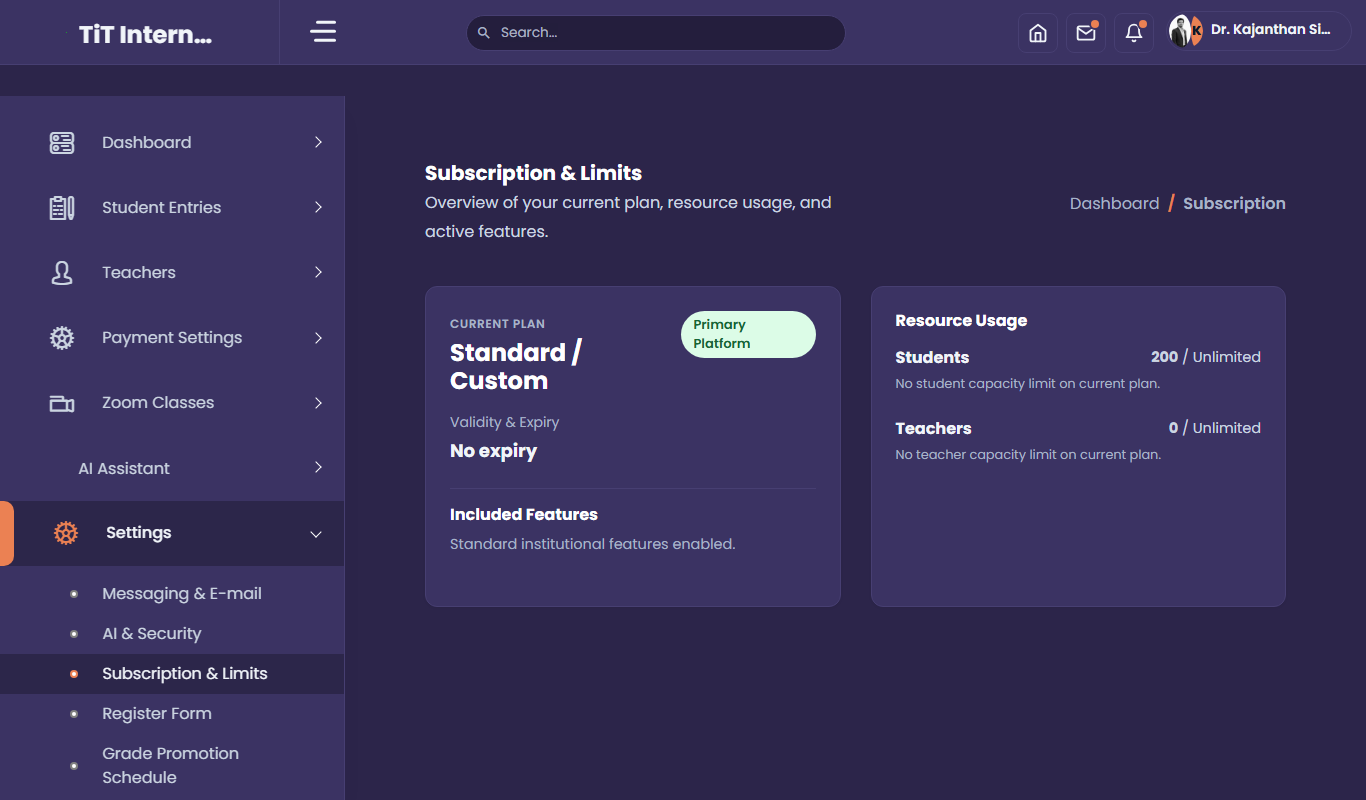 TiT Intern...
Search...
K
Dr. Kajanthan Si...
Dashboard
Student Entries
Teachers
Payment Settings
Zoom Classes
AI Assistant
Settings
Messaging & E-mail
AI & Security
Subscription & Limits
Register Form
Grade Promotion
Schedule
Subscription & Limits
Overview of your current plan, resource usage, and
active features.
Dashboard / Subscription
CURRENT PLAN
Primary
Platform
Standard /
Custom
Validity & Expiry
No expiry
Included Features
Standard institutional features enabled.
Resource Usage
Students 200 / Unlimited
No student capacity limit on current plan.
Teachers 0 / Unlimited
No teacher capacity limit on current plan.